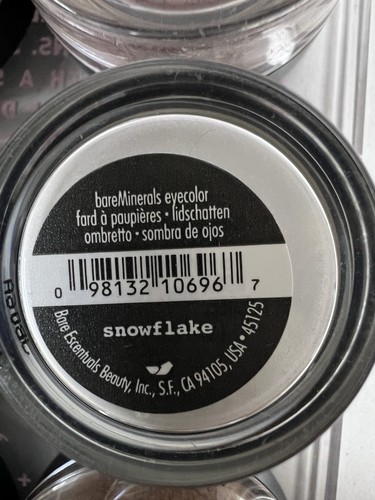 bareMinerals eyecolor
fard à paupières • lidschatten
ombretto • sombra de ojos
0 98132 10696 7
snowflake
Bare Escentuals Beauty, Inc., S.F., CA 94105, USA • 45125